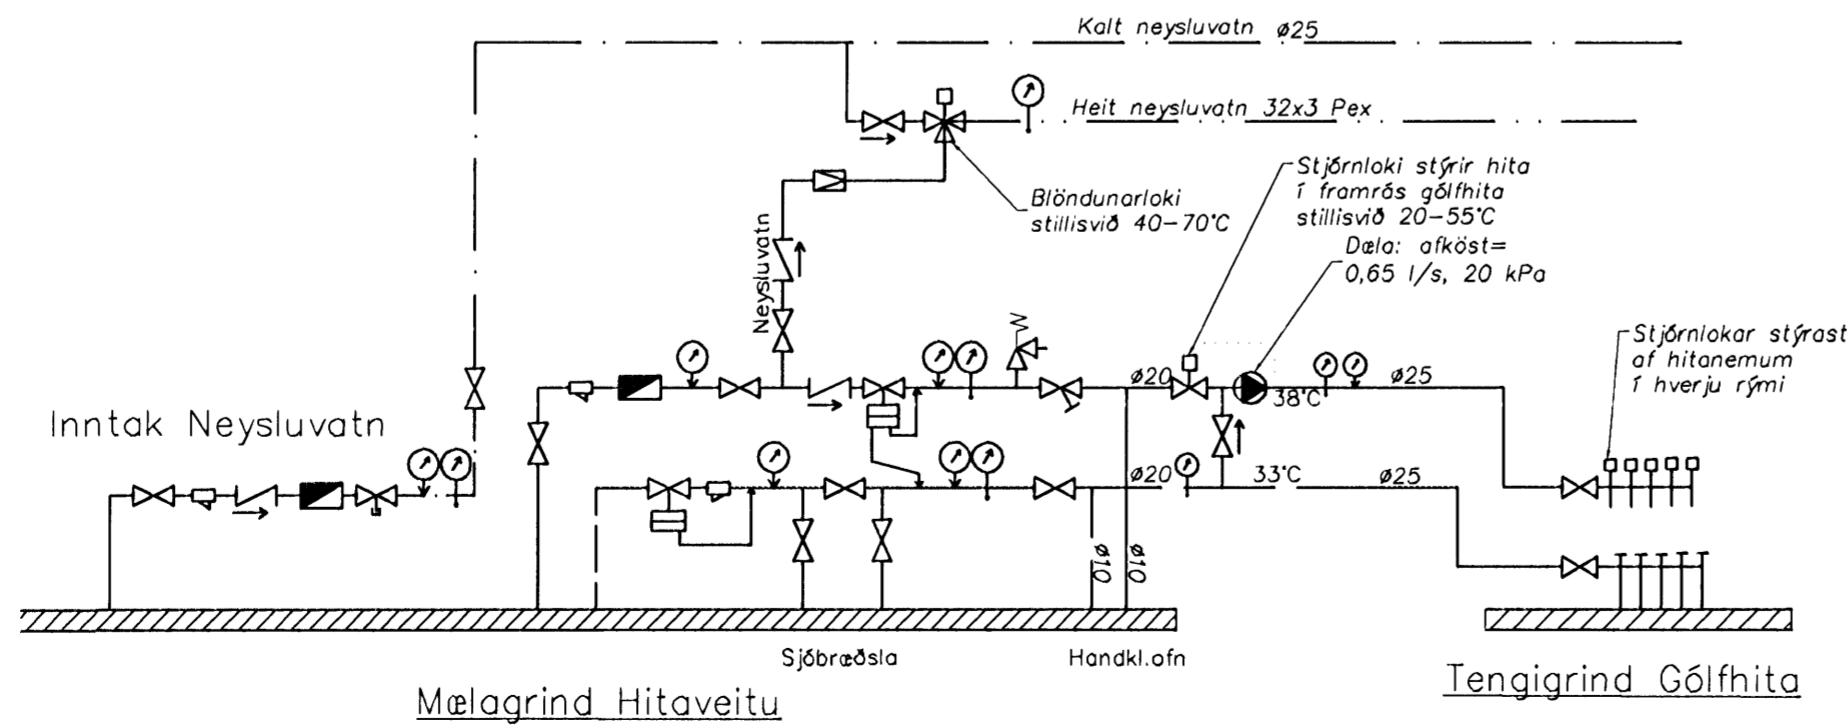 Kalt neysluvatn ø25
Heit neysluvatn 32x3 Pex
Blöndunarloki
stillisvið 40-70°C
Stjórnloki stýrir hita
í framrás gólfhita
stillisvið 20-55°C
Dæla: afköst=
0,65 l/s, 20 kPa
Stjórnlokar stýrast
af hitanemum
í hverju rými
Neysluvatn
Inntak Neysluvatn
ø20
38°C
ø25
ø20
33°C
ø25
ø10
ø10
Sjóbræðsla
Handkl.ofn
Mælagrind Hitaveitu
Tengigrind Gólfhita